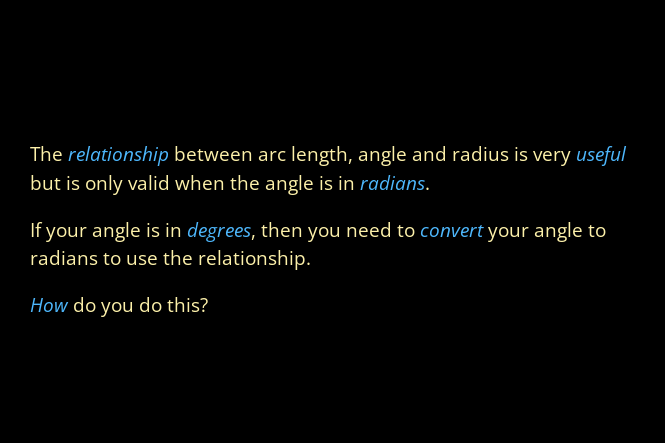 The relationship between arc length, angle and radius is very useful
but is only valid when the angle is in radians.
If your angle is in degrees, then you need to convert your angle to
radians to use the relationship.
How do you do this?